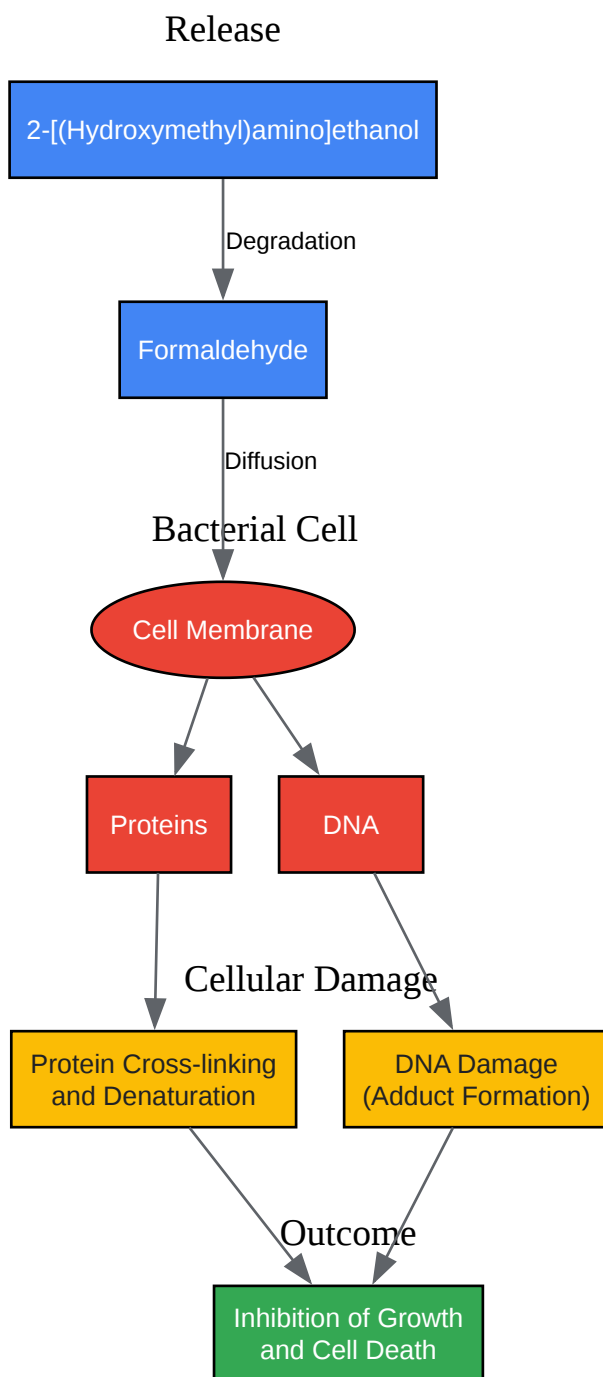 Release
2-[(Hydroxymethyl)amino]ethanol
Degradation
Formaldehyde
Diffusion
Bacterial Cell
Cell Membrane
Proteins
DNA
Cellular Damage
Protein Cross-linking
and Denaturation
DNA Damage
(Adduct Formation)
Outcome
Inhibition of Growth
and Cell Death